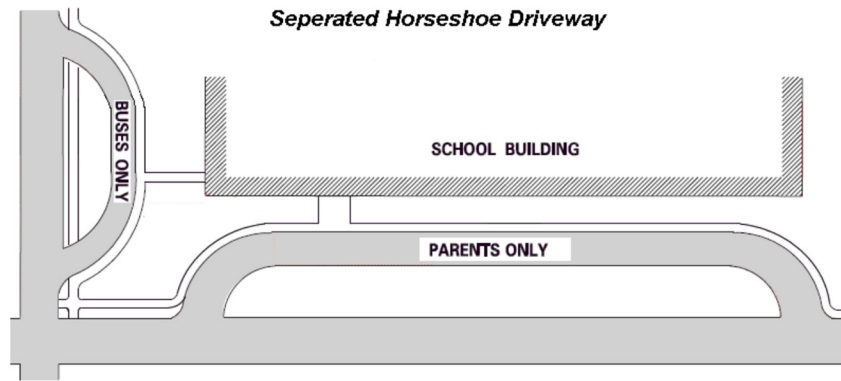 Seperated Horseshoe Driveway
BUSES ONLY
SCHOOL BUILDING
PARENTS ONLY